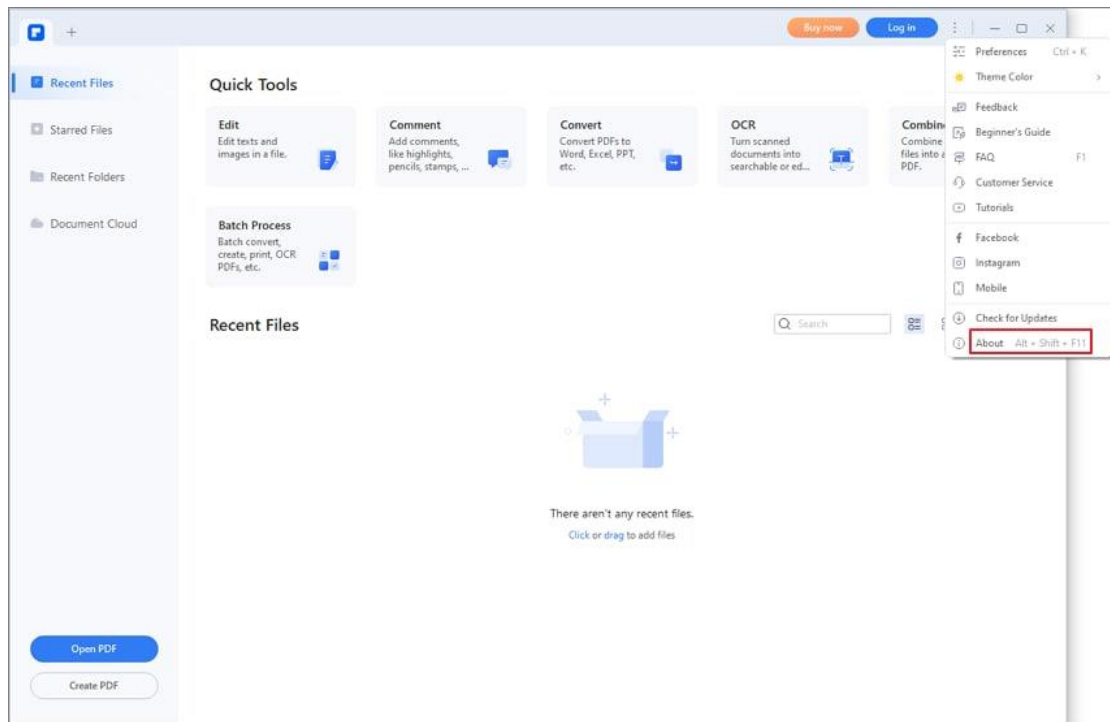 Buy now
Log in
Recent Files
Starred Files
Recent Folders
Document Cloud
Open PDF
Create PDF
Quick Tools
Edit
Edit texts and
images in a file.
Comment
Add comments,
like highlights,
pencils, stamps, ...
Convert
Convert PDFs to
Word, Excel, PPT,
etc.
OCR
Turn scanned
documents into
searchable or ed...
Combin
Combine
files into
PDF.
Batch Process
Batch convert,
create, print, OCR
PDFs, etc.
Recent Files
Search
There aren't any recent files.
Click or drag to add files
Preferences Ctrl + K
Theme Color
Feedback
Beginner's Guide
FAQ F1
Customer Service
Tutorials
Facebook
Instagram
Mobile
Check for Updates
About Alt + Shift + F11